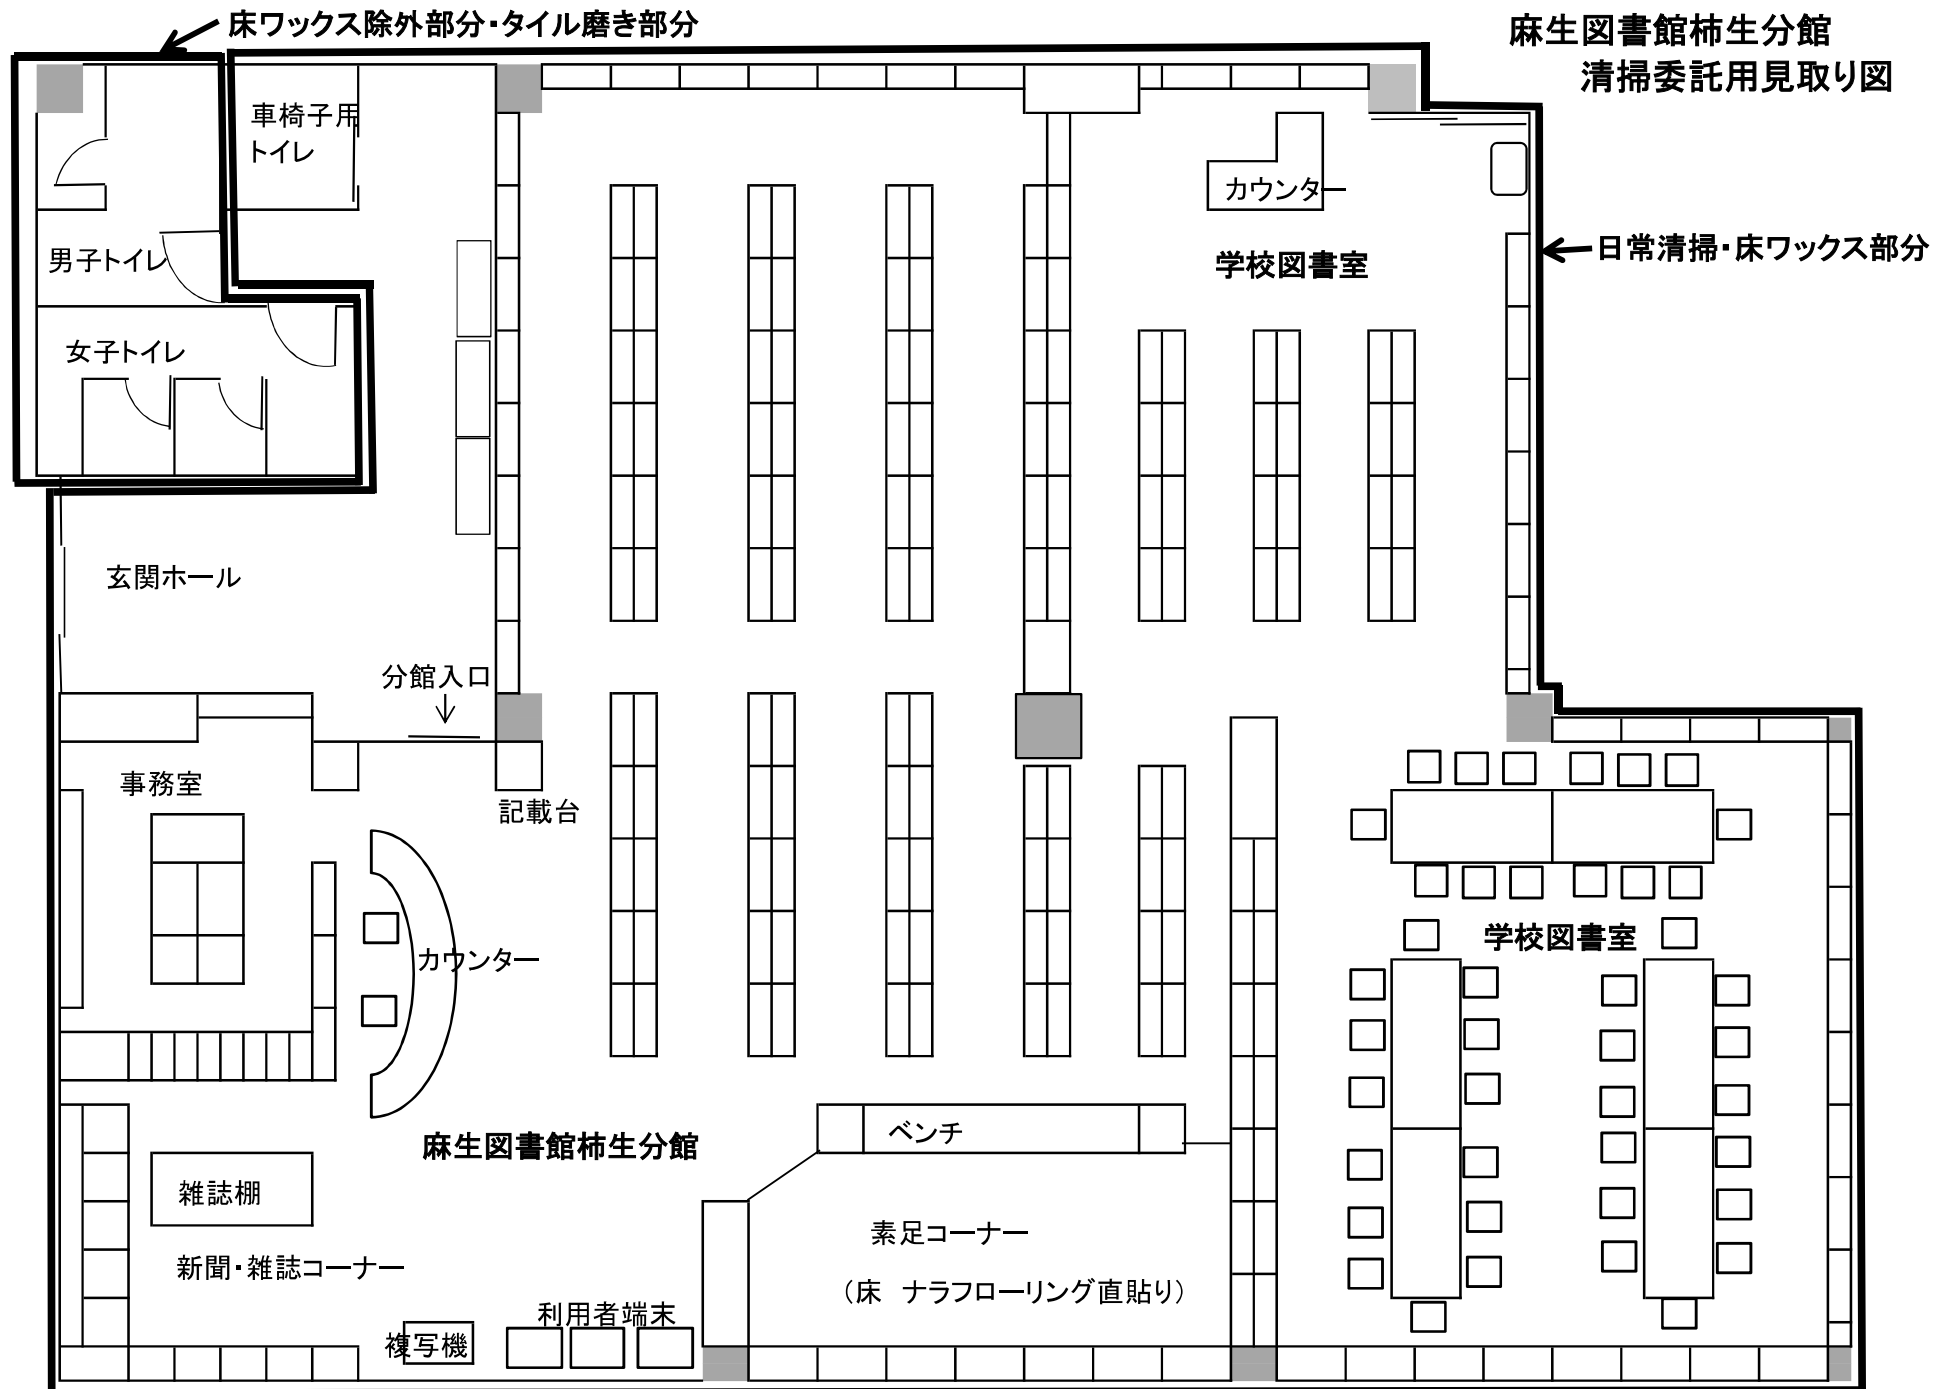 床ワックス除外部分・タイル磨き部分
麻生図書館柿生分館
清掃委託用見取り図
車椅子用
トイレ
カウンター
男子トイレ
学校図書室
日常清掃・床ワックス部分
女子トイレ
玄関ホール
分館入口
事務室
記載台
カウンター
学校図書室
ベンチ
麻生図書館柿生分館
雑誌棚
素足コーナー
新聞・雑誌コーナー
（床　ナラフローリング直貼り）
利用者端末
複写機